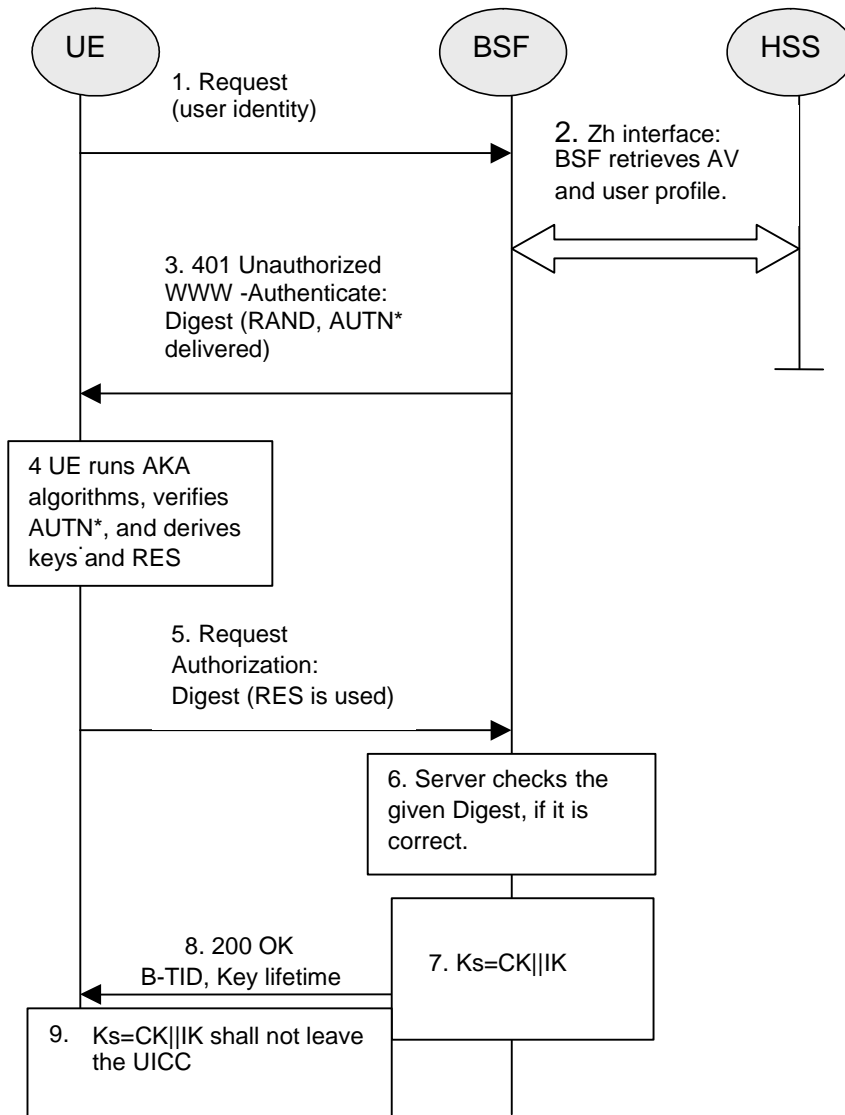 UE
BSF
HSS
1. Request
(user identity)
2. Zh interface:
BSF retrieves AV
and user profile.
3. 401 Unauthorized
WWW -Authenticate:
Digest (RAND, AUTN*
delivered)
4 UE runs AKA
algorithms, verifies
AUTN*, and derives
keys and RES
5. Request
Authorization:
Digest (RES is used)
6. Server checks the
given Digest, if it is
correct.
7. Ks=CK||IK
8. 200 OK
B-TID, Key lifetime
9. Ks=CK||IK shall not leave
the UICC